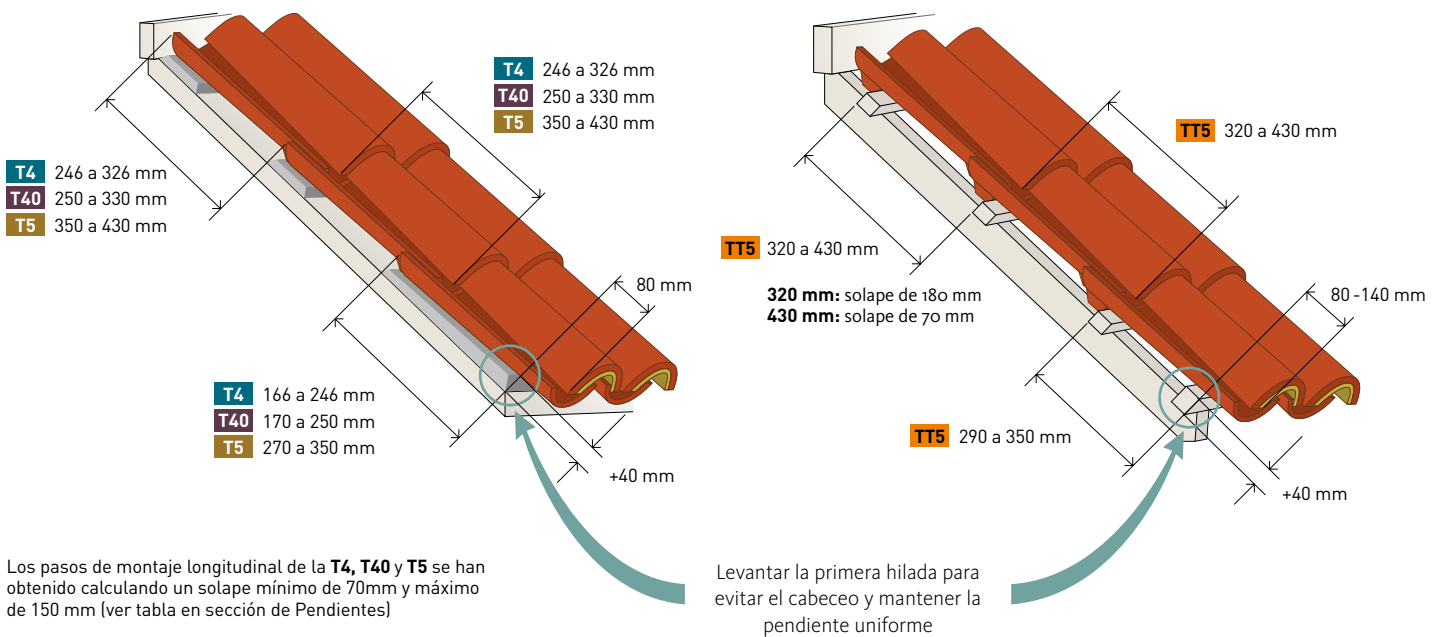 T4 246 a 326 mm
T40 250 a 330 mm
T5 350 a 430 mm
T4 246 a 326 mm
T40 250 a 330 mm
T5 350 a 430 mm
80 mm
T4 166 a 246 mm
T40 170 a 250 mm
T5 270 a 350 mm
+40 mm
Los pasos de montaje longitudinal de la T4, T40 y T5 se han
obtenido calculando un solape mínimo de 70mm y máximo
de 150 mm (ver tabla en sección de Pendientes)
TT5 320 a 430 mm
TT5 320 a 430 mm
320 mm: solape de 180 mm
430 mm: solape de 70 mm
80 -140 mm
TT5 290 a 350 mm
+40 mm
Levantar la primera hilada para
evitar el cabeceo y mantener la
pendiente uniforme